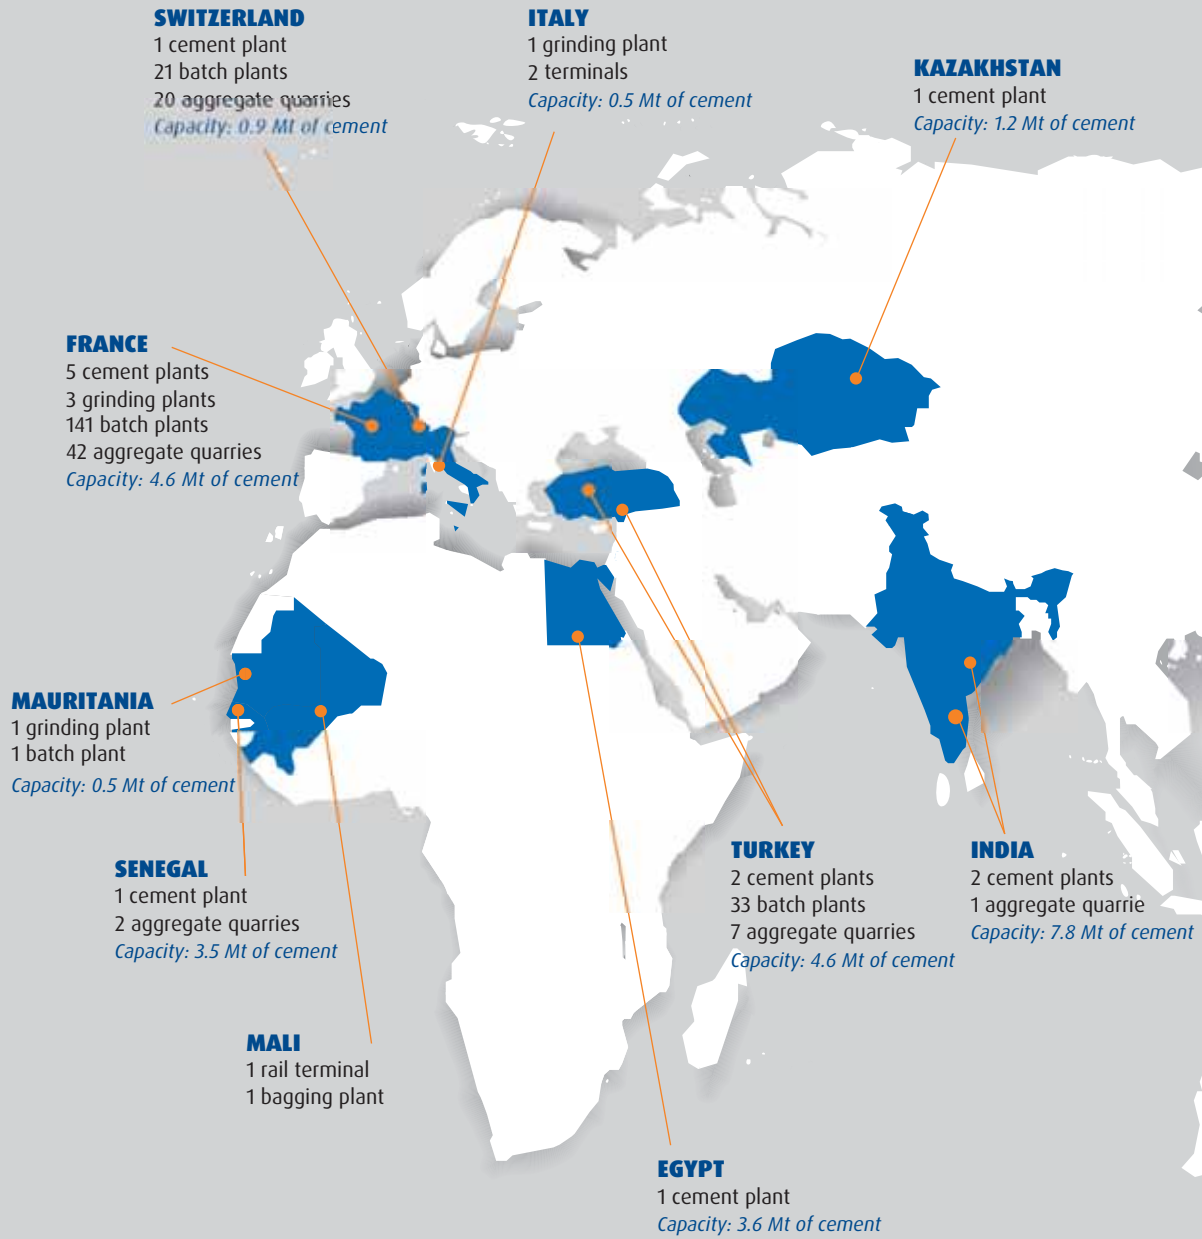 SWITZERLAND
1 cement plant
21 batch plants
20 aggregate quarries
Capacity: 0.9 Mt of cement
ITALY
1 grinding plant
2 terminals
Capacity: 0.5 Mt of cement
KAZAKHSTAN
1 cement plant
Capacity: 1.2 Mt of cement
FRANCE
5 cement plants
3 grinding plants
141 batch plants
42 aggregate quarries
Capacity: 4.6 Mt of cement
MAURITANIA
1 grinding plant
1 batch plant
Capacity: 0.5 Mt of cement
SENEGAL
1 cement plant
2 aggregate quarries
Capacity: 3.5 Mt of cement
TURKEY
2 cement plants
33 batch plants
7 aggregate quarries
Capacity: 4.6 Mt of cement
INDIA
2 cement plants
1 aggregate quarrie
Capacity: 7.8 Mt of cement
MALI
1 rail terminal
1 bagging plant
EGYPT
1 cement plant
Capacity: 3.6 Mt of cement